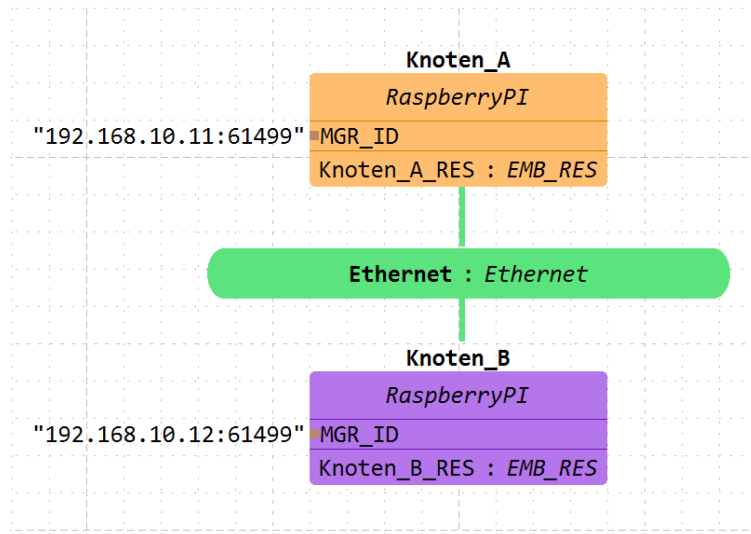 Knoten_A
RaspberryPI
"192.168.10.11:61499" MGR_ID
Knoten_A_RES : EMB_RES
Ethernet : Ethernet
Knoten_B
RaspberryPI
"192.168.10.12:61499" MGR_ID
Knoten_B_RES : EMB_RES